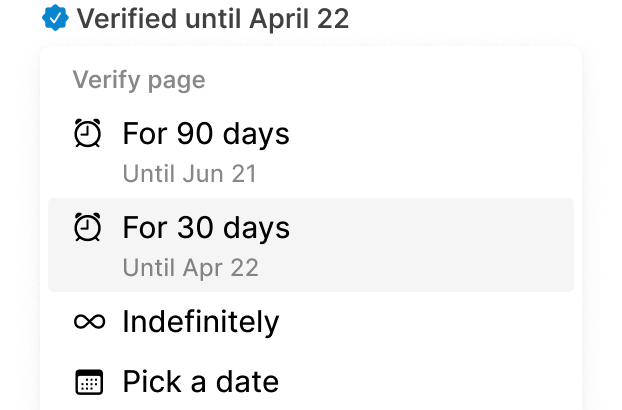 Verified until April 22
Verify page
For 90 days
Until Jun 21
For 30 days
Until Apr 22
Indefinitely
Pick a date